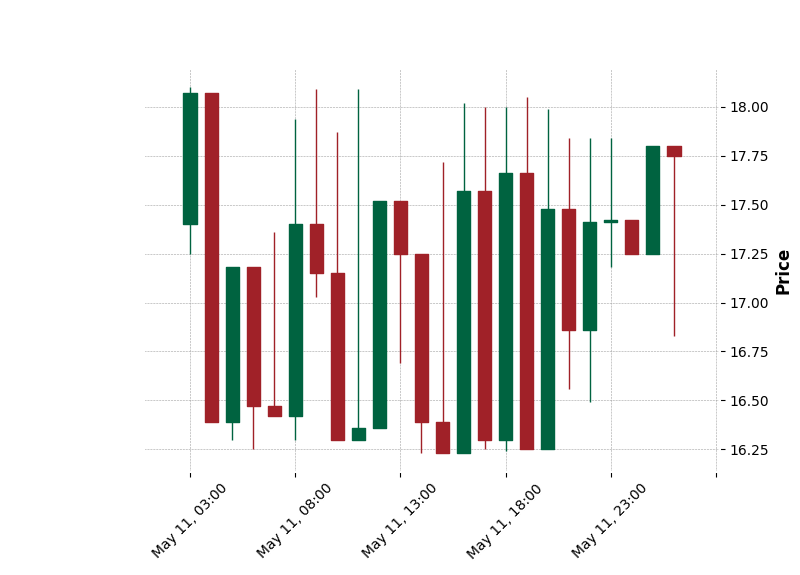 18.00
17.75
17.50
17.25
17.00
16.75
16.50
16.25
Price
May 11, 03:00
May 11, 08:00
May 11, 13:00
May 11, 18:00
May 11, 23:00